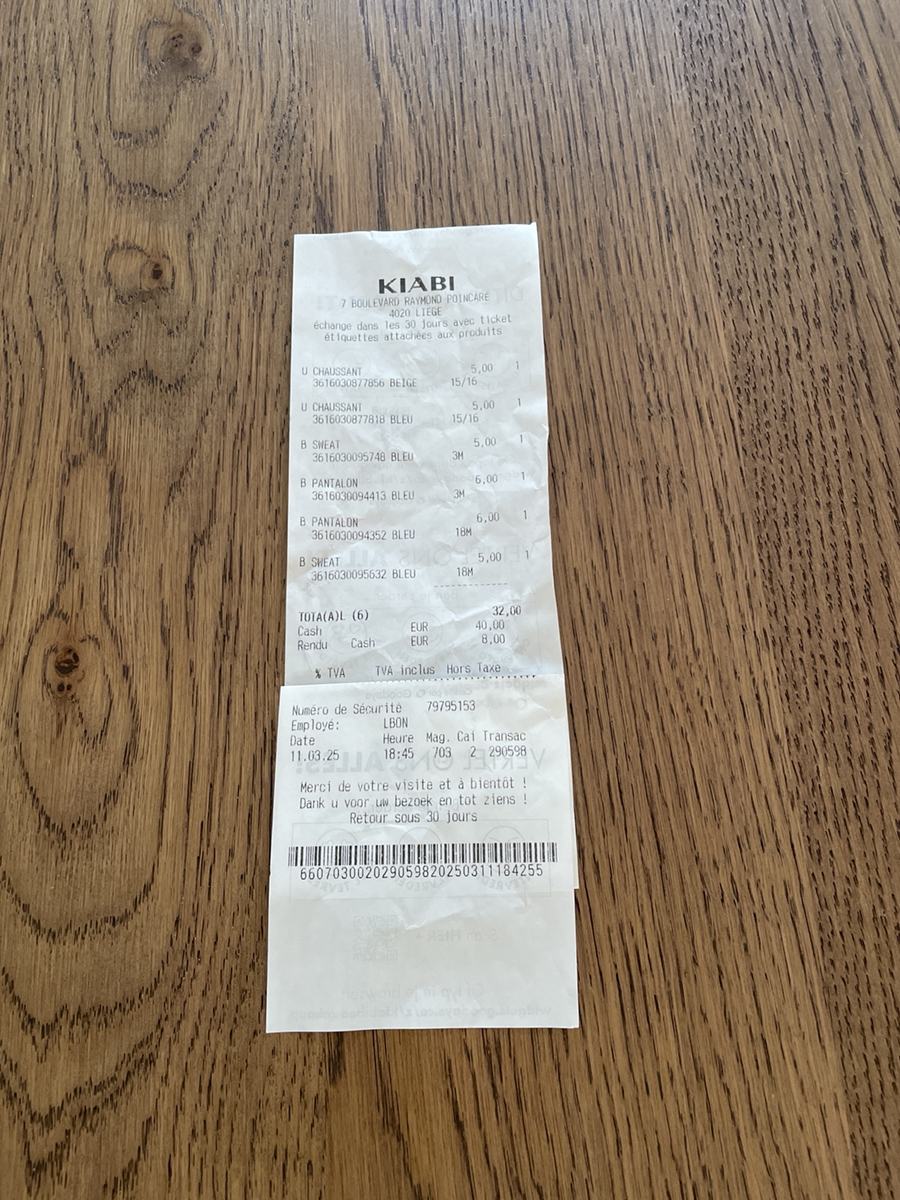 KIABI
7 BOULEVARD RAYMOND POINCARE
4020 LIEGE
échange dans les 30 jours avec ticket
étiquettes attachées aux produits
U CHAUSSANT 5,00 1
3616030877856 BEIGE 15/16
U CHAUSSANT 5,00 1
3616030877818 BLEU 15/16
B SWEAT 5,00 1
3616030095748 BLEU 3M
B PANTALON 6,00 1
3616030094413 BLEU 3M
B PANTALON 6,00 1
3616030094352 BLEU 18M
B SWEAT 5,00 1
3616030095632 BLEU 18M
TOTA(A)L (6) 32,00
Cash EUR 40,00
Rendu Cash EUR 8,00
% TVA TVA inclus Hors Taxe
Numéro de Sécurité 79795153
Employé: LBON
Date Heure Mag. Cai Transac
11.03.25 18:45 703 2 290598
Merci de votre visite et à bientôt !
Dank u voor uw bezoek en tot ziens !
Retour sous 30 jours
660703002029059820250311184255